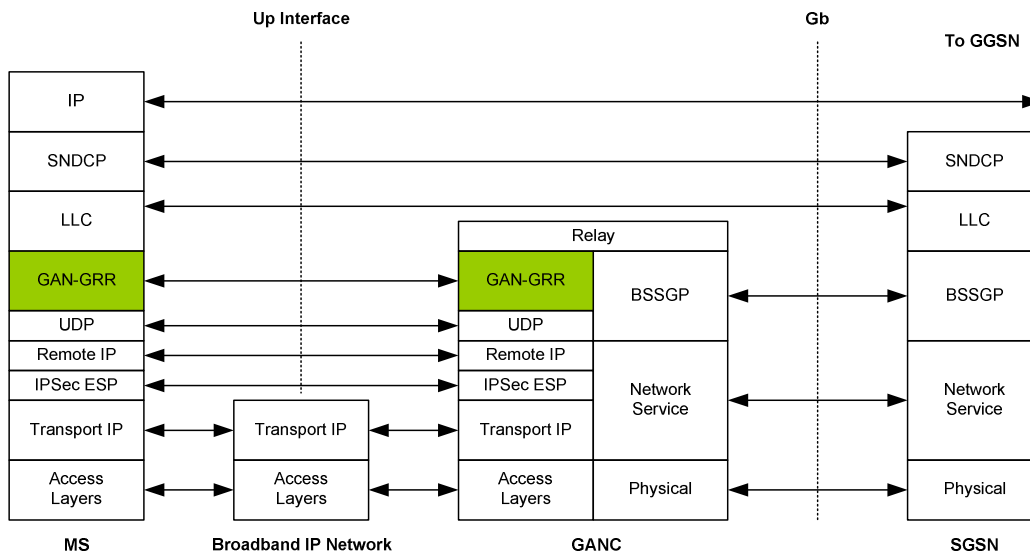 Up Interface
Gb
To GGSN
IP
SNDCP
SNDCP
LLC
LLC
Relay
GAN-GRR
GAN-GRR
BSSGP
BSSGP
UDP
UDP
Remote IP
Remote IP
IPSec ESP
IPSec ESP
Network
Service
Network
Service
Transport IP
Transport IP
Transport IP
Access
Layers
Access
Layers
Access
Layers
Physical
Physical
MS
Broadband IP Network
GANC
SGSN